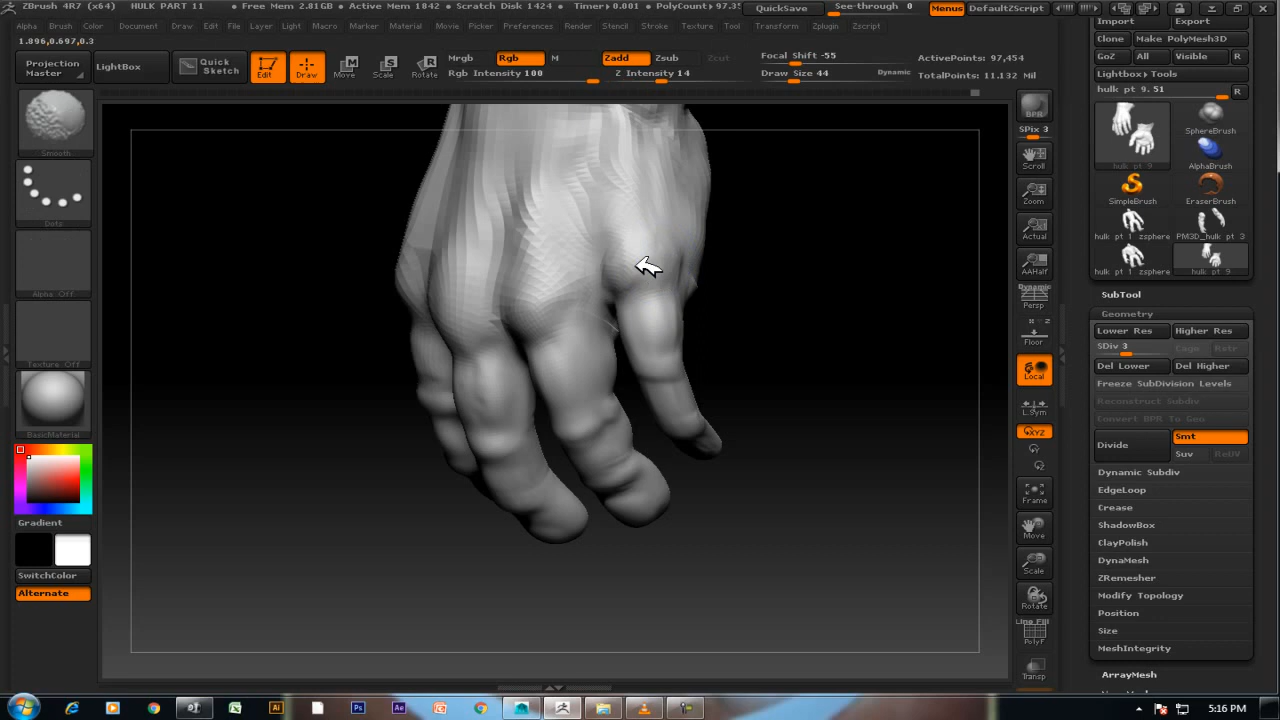 ZBrush 4R7 (x64) HULK PART 11 • Free Mem 2.81GB • Active Mem 1842 • Scratch Disk 1424 • Timer▸0.001 • PolyCount▸97.35 QuickSave See-through 0 Menus DefaultZScript
Alpha Brush Color Document Draw Edit File Layer Light Macro Marker Material Movie Picker Preferences Render Stencil Stroke Texture Tool Transform Zplugin Zscript
1.896,0.697,0.3
Projection Master
LightBox
Quick Sketch
Edit
Draw
Move
Scale
Rotate
Mrgb Rgb M
Rgb Intensity 100
Zadd Zsub Zcut
Z Intensity 14
Focal Shift -55
Draw Size 44 Dynamic
ActivePoints: 97,454
TotalPoints: 11.132 Mil
Smooth
Dots
Alpha Off
Texture Off
BasicMaterial
Gradient
SwitchColor
Alternate
BPR
SPix 3
Scroll
Zoom
Actual
AAHalf
Dynamic
Persp
Floor
Local
L.Sym
XYZ
Frame
Move
Scale
Rotate
Line Fill
PolyF
Transp
Import Export
Clone Make PolyMesh3D
GoZ All Visible R
Lightbox▸Tools
hulk pt 9. 51 R
hulk pt 9
SphereBrush
AlphaBrush
SimpleBrush EraserBrush
hulk pt 1 zsphere PM3D_hulk pt 3
hulk pt 1 zsphere hulk pt 9
SubTool
Geometry
Lower Res Higher Res
SDiv 3 Cage Rstr
Del Lower Del Higher
Freeze SubDivision Levels
Reconstruct Subdiv
Convert BPR To Geo
Divide Smt
Suv ReUV
Dynamic Subdiv
EdgeLoop
Crease
ShadowBox
ClayPolish
DynaMesh
ZRemesher
Modify Topology
Position
Size
MeshIntegrity
ArrayMesh
5:16 PM